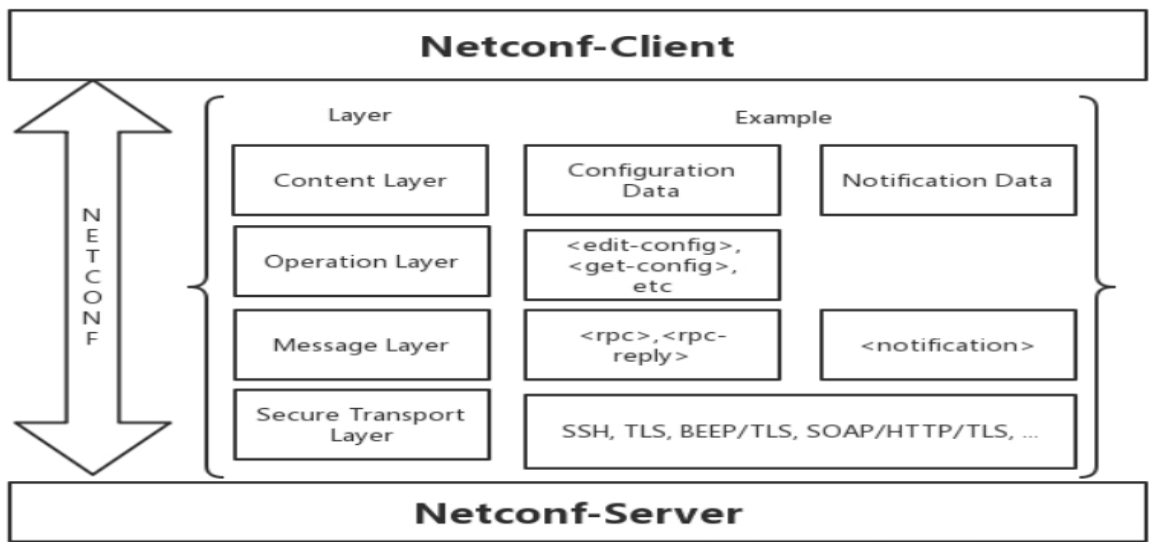 Netconf-Client
Layer
Example
Content Layer
Configuration
Data
Notification Data
NETCONF
Operation Layer
<edit-config>,
<get-config>,
etc
Message Layer
<rpc>,<rpc-
reply>
<notification>
Secure Transport
Layer
SSH, TLS, BEEP/TLS, SOAP/HTTP/TLS, ...
Netconf-Server